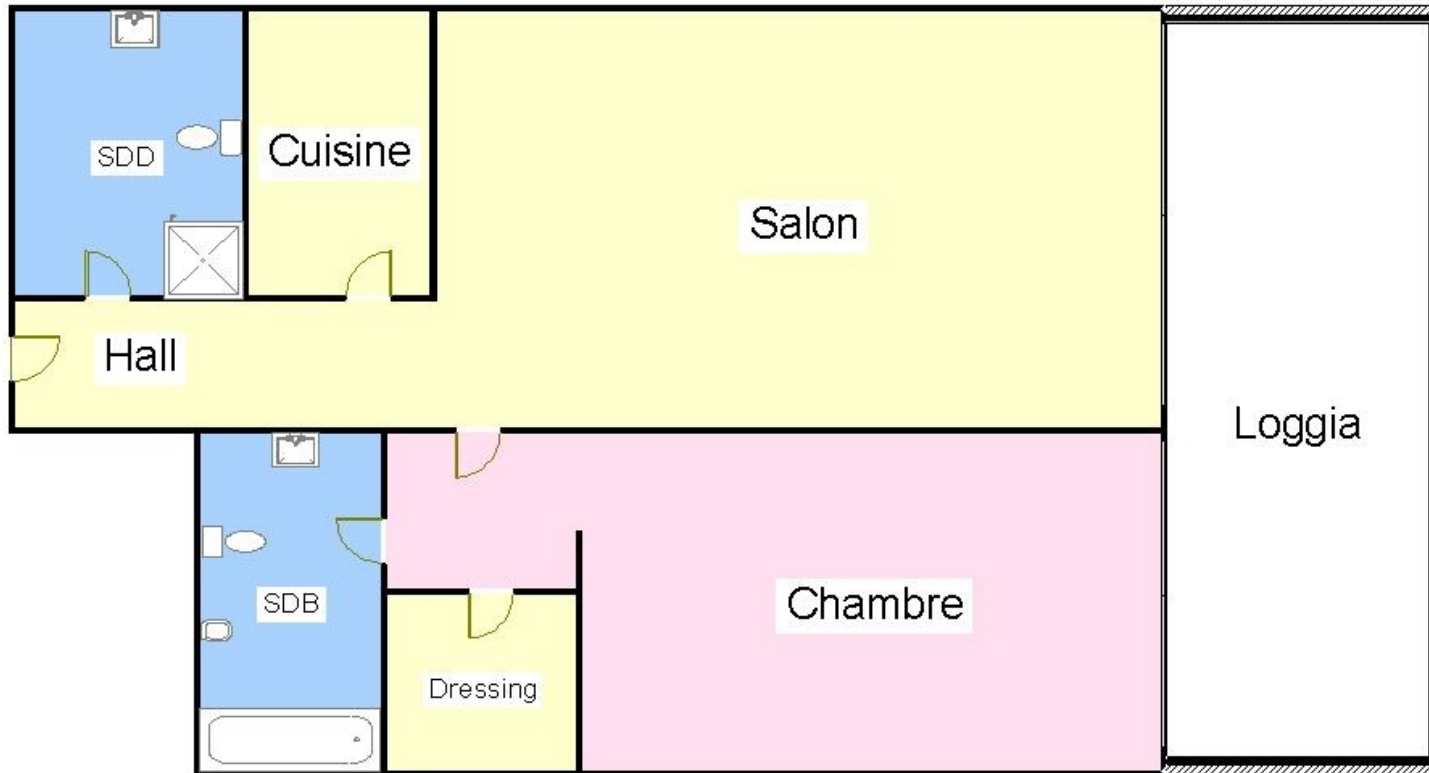 SDD
Cuisine
Salon
Hall
Loggia
SDB
Chambre
Dressing